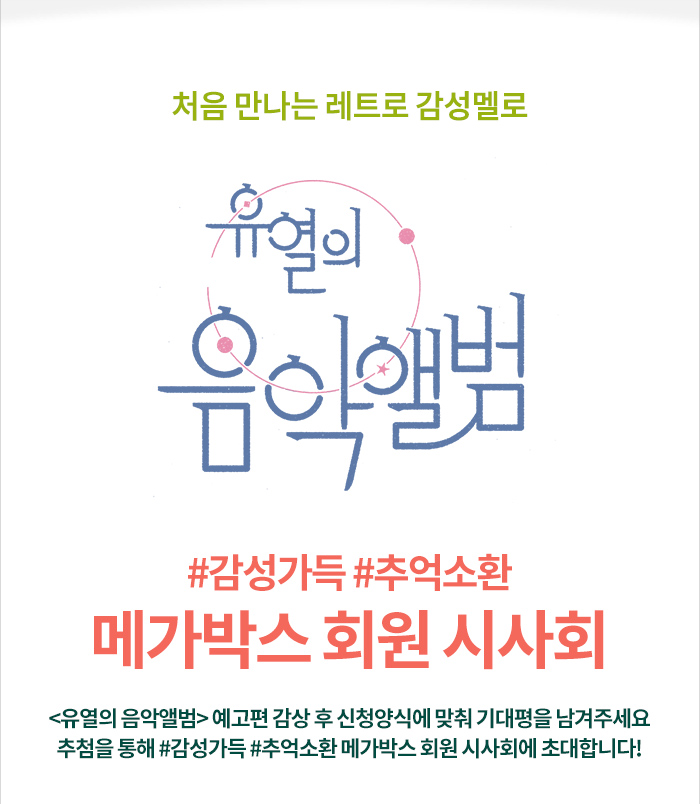 처음 만나는 레트로 감성멜로
유열의
음악앨범
#감성가득 #추억소환
메가박스 회원 시사회
<유열의 음악앨범> 예고편 감상 후 신청양식에 맞춰 기대평을 남겨주세요
추첨을 통해 #감성가득 #추억소환 메가박스 회원 시사회에 초대합니다!